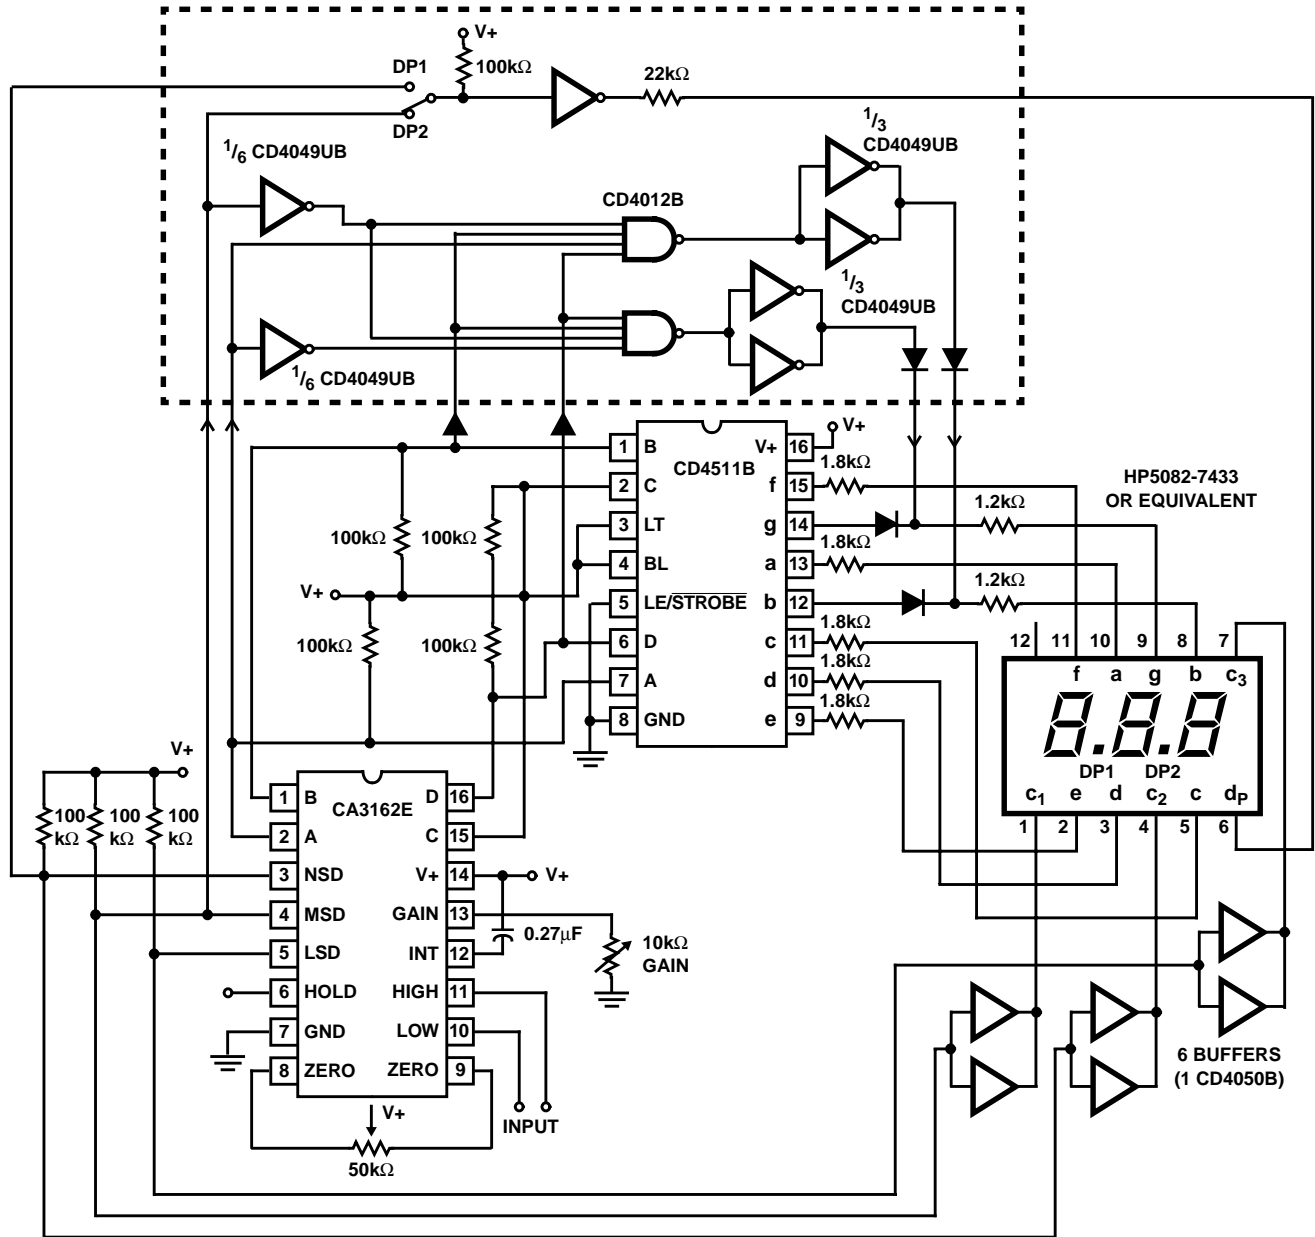 V+
DP1
100kΩ
22kΩ
DP2
1/3
CD4049UB
1/6 CD4049UB
CD4012B
1/3
CD4049UB
1/6 CD4049UB
V+
1 B
V+ 16
CD4511B
1.8kΩ
2 C
f 15
HP5082-7433
OR EQUIVALENT
3 LT
g 14
1.2kΩ
100kΩ
100kΩ
1.8kΩ
4 BL
a 13
V+
5 LE/STROBE
b 12
1.2kΩ
1.8kΩ
100kΩ
100kΩ
6 D
c 11
1.8kΩ
7 A
d 10
1.8kΩ
8 GND
e 9
12 11 10 9 8 7
f a g b c3
8.8.8
DP1 DP2
c1 e d c2 c dP
1 2 3 4 5 6
V+
100
kΩ
100
kΩ
100
kΩ
1 B
D 16
CA3162E
2 A
C 15
3 NSD
V+ 14
V+
4 MSD
GAIN 13
0.27μF
10kΩ
GAIN
5 LSD
INT 12
6 HOLD
HIGH 11
7 GND
LOW 10
8 ZERO
ZERO 9
V+
INPUT
50kΩ
6 BUFFERS
(1 CD4050B)